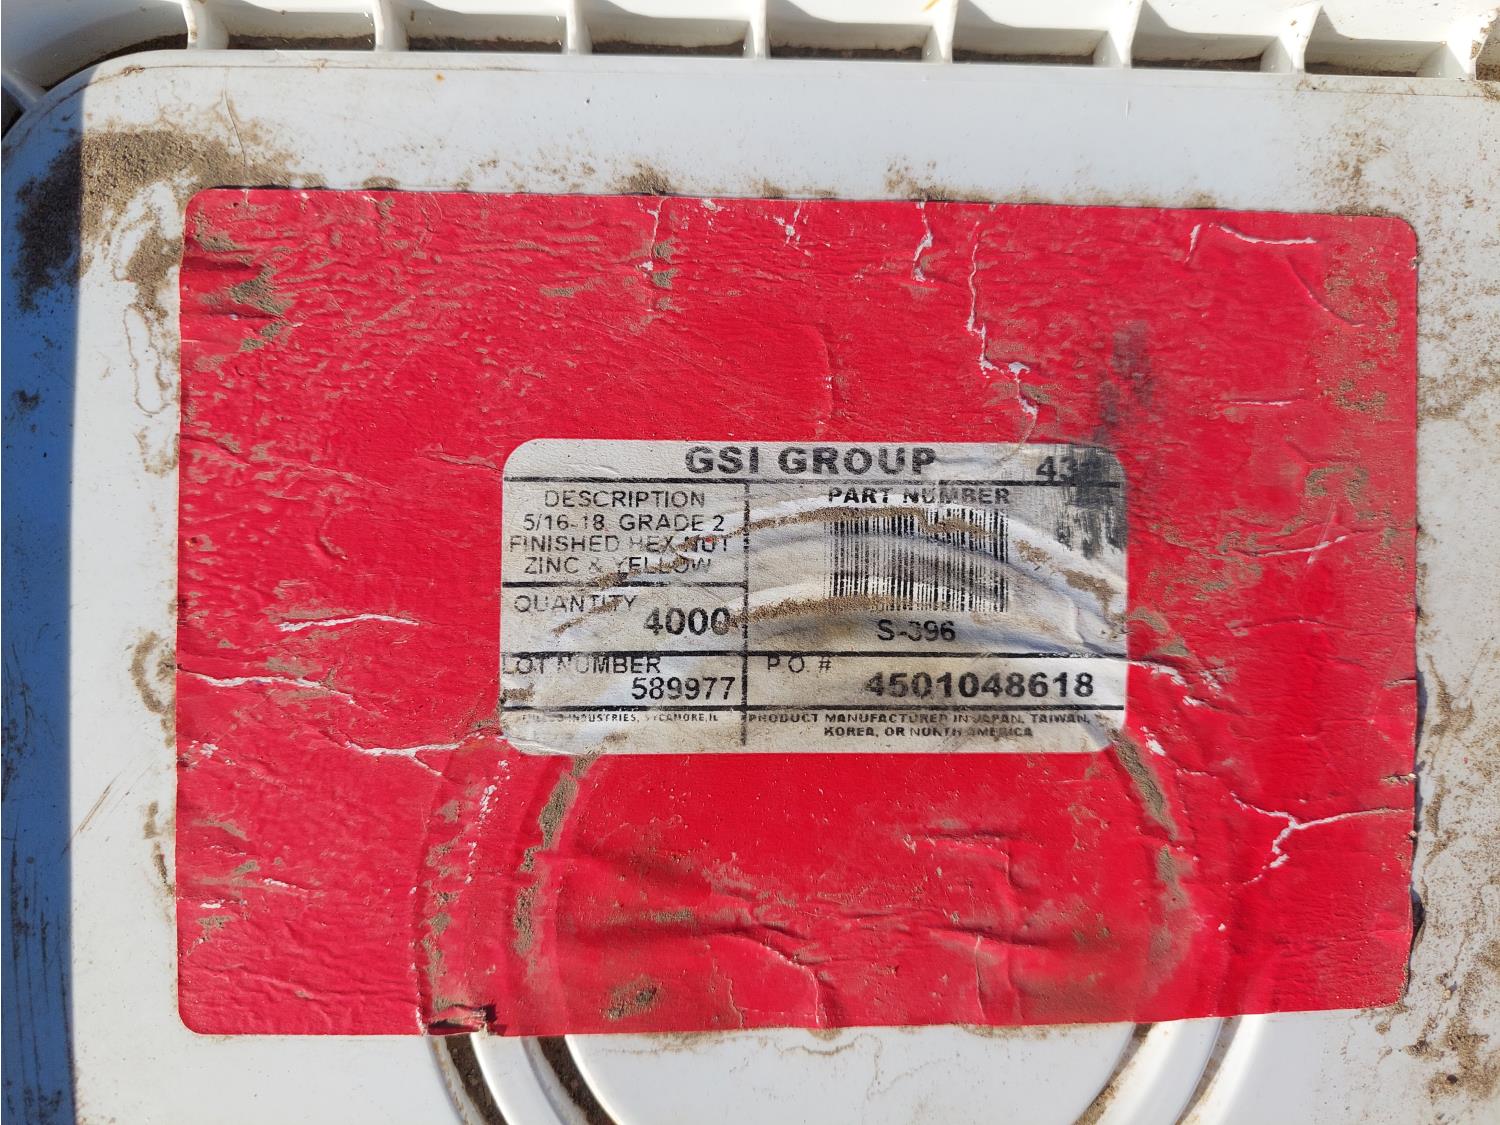 GSI GROUP
DESCRIPTION
5/16-18 GRADE 2
FINISHED HEX NUT
ZINC & YELLOW
PART NUMBER
S-396
QUANTITY
4000
LOT NUMBER
589977
P.O. #
4501048618
INDUSTRIES, SYCAMORE, IL
PRODUCT MANUFACTURED IN JAPAN, TAIWAN,
KOREA, OR NORTH AMERICA